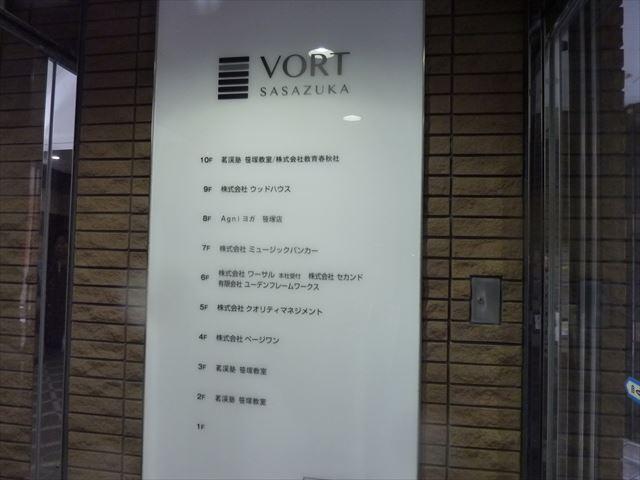 VORT
SASAZUKA
10F 茗溪塾 笹塚教室/株式会社教育春秋社
9F 株式会社 ウッドハウス
8F Agniヨガ 笹塚店
7F 株式会社 ミュージックバンカー
6F 株式会社 ワーサル 本社受付 株式会社 セカンド
有限会社 ユーデンフレームワークス
5F 株式会社 クオリティマネジメント
4F 株式会社 ページワン
3F 茗溪塾 笹塚教室
2F 茗溪塾 笹塚教室
1F